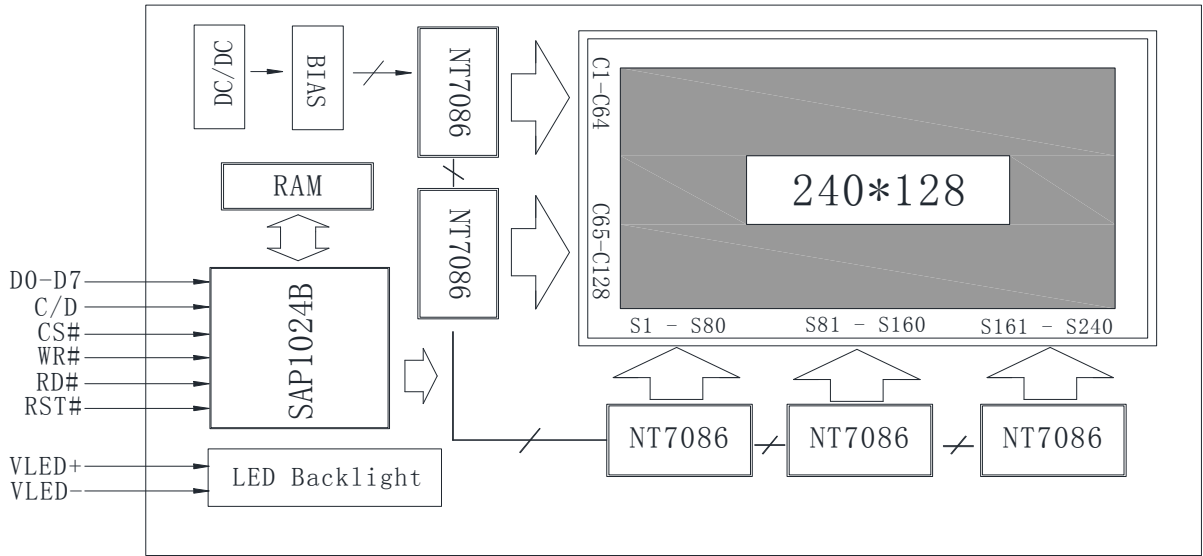 DC/DC
BIAS
NT7086
C1-C64
RAM
240*128
NT7086
C65-C128
D0-D7
C/D
CS#
WR#
RD#
RST#
SAP1024B
S1 - S80
S81 - S160
S161 - S240
NT7086
NT7086
NT7086
VLED+
VLED-
LED Backlight